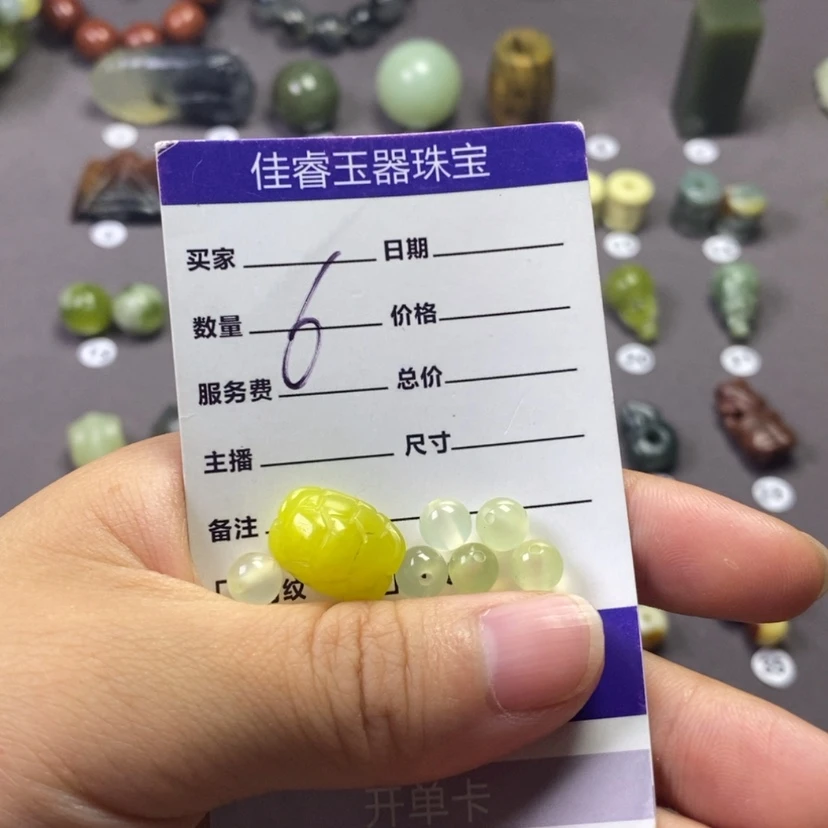 佳睿玉器珠宝
买家 日期
6
数量 价格
服务费 总价
主播 尺寸
备注
纹
开单卡